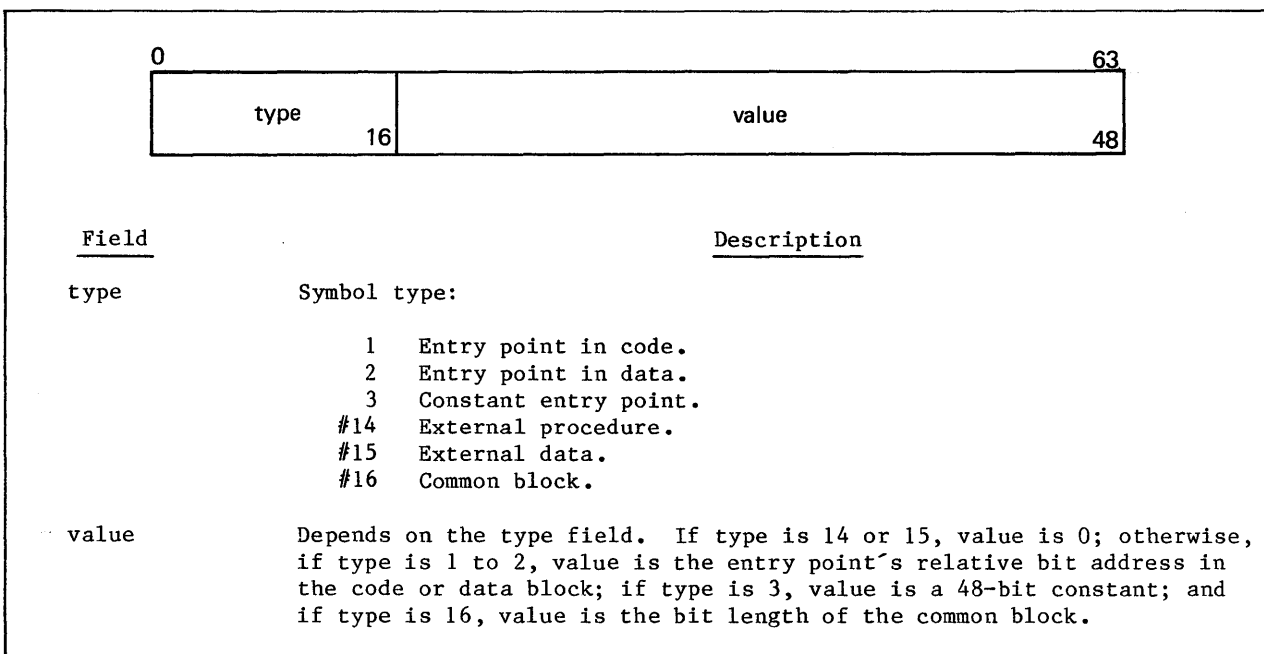 0 63
type value
16 48
Field Description
type Symbol type:
1 Entry point in code.
2 Entry point in data.
3 Constant entry point.
#14 External procedure.
#15 External data.
#16 Common block.
value Depends on the type field. If type is 14 or 15, value is 0; otherwise,
if type is 1 to 2, value is the entry point´s relative bit address in
the code or data block; if type is 3, value is a 48-bit constant; and
if type is 16, value is the bit length of the common block.